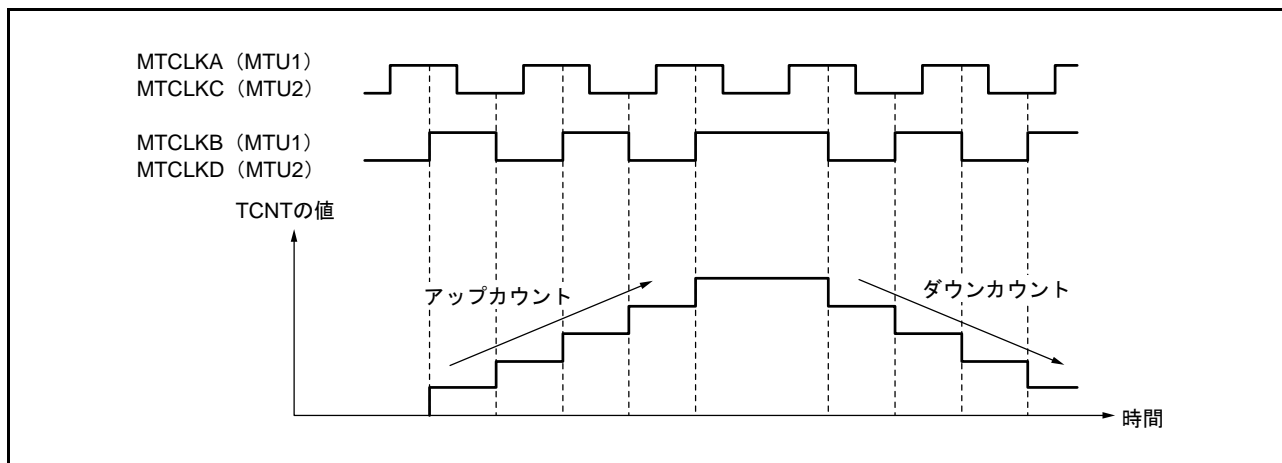 MTCLKA（MTU1）
MTCLKC（MTU2）
MTCLKB（MTU1）
MTCLKD（MTU2）
TCNTの値
アップカウント
ダウンカウント
時間